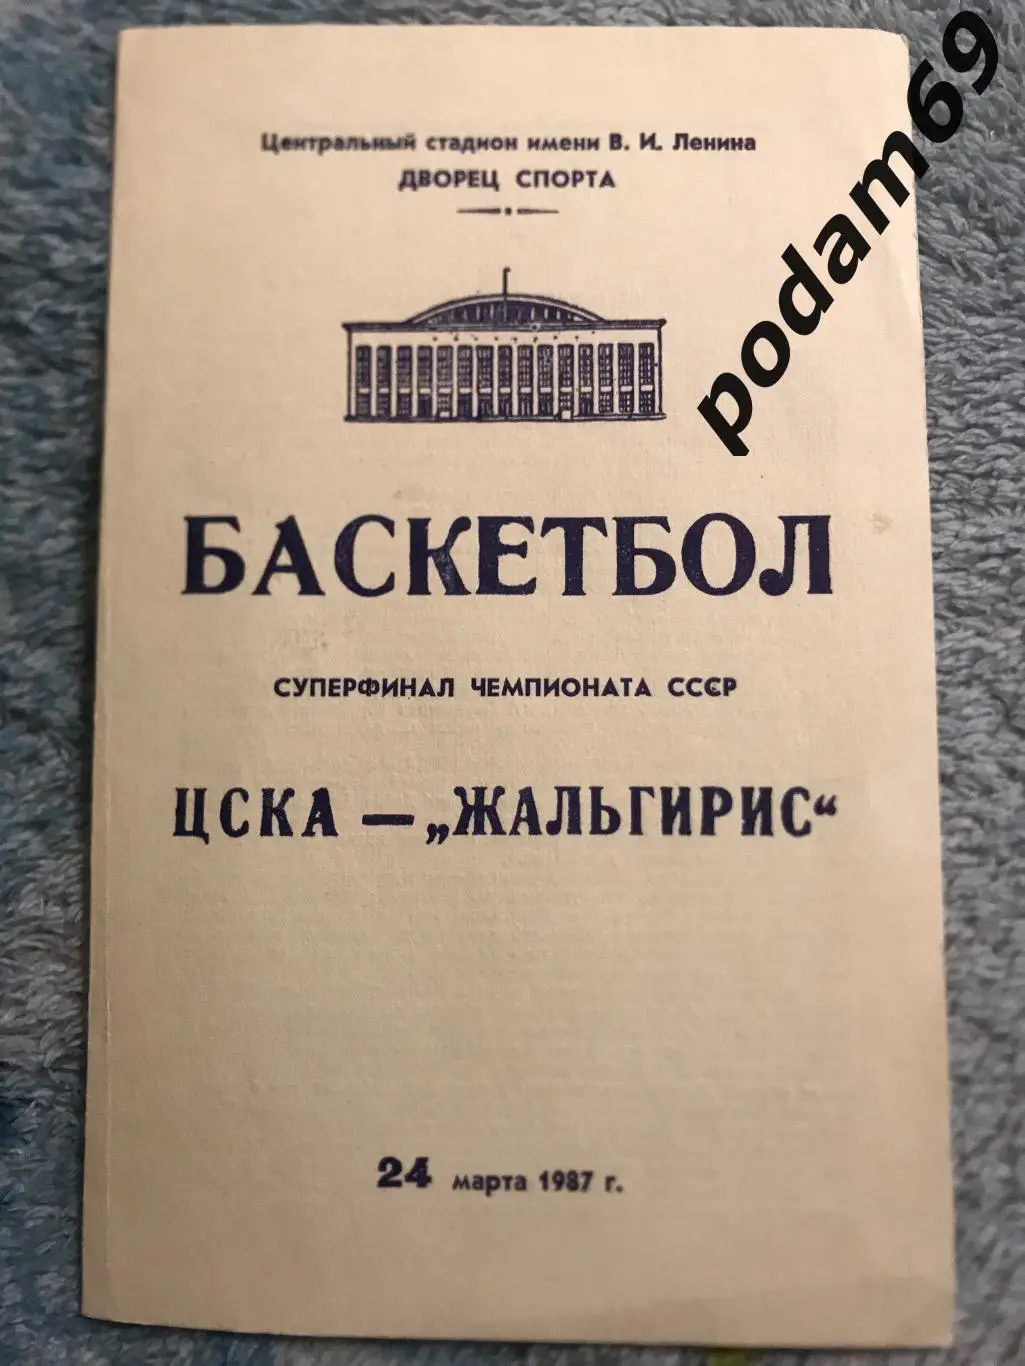 Центральный стадион имени В. И. Ленина
ДВОРЕЦ СПОРТА
БАСКЕТБОЛ
СУПЕРФИНАЛ ЧЕМПИОНАТА СССР
ЦСКА — „ЖАЛЬГИРИС“
24 марта 1987 г.
podam69